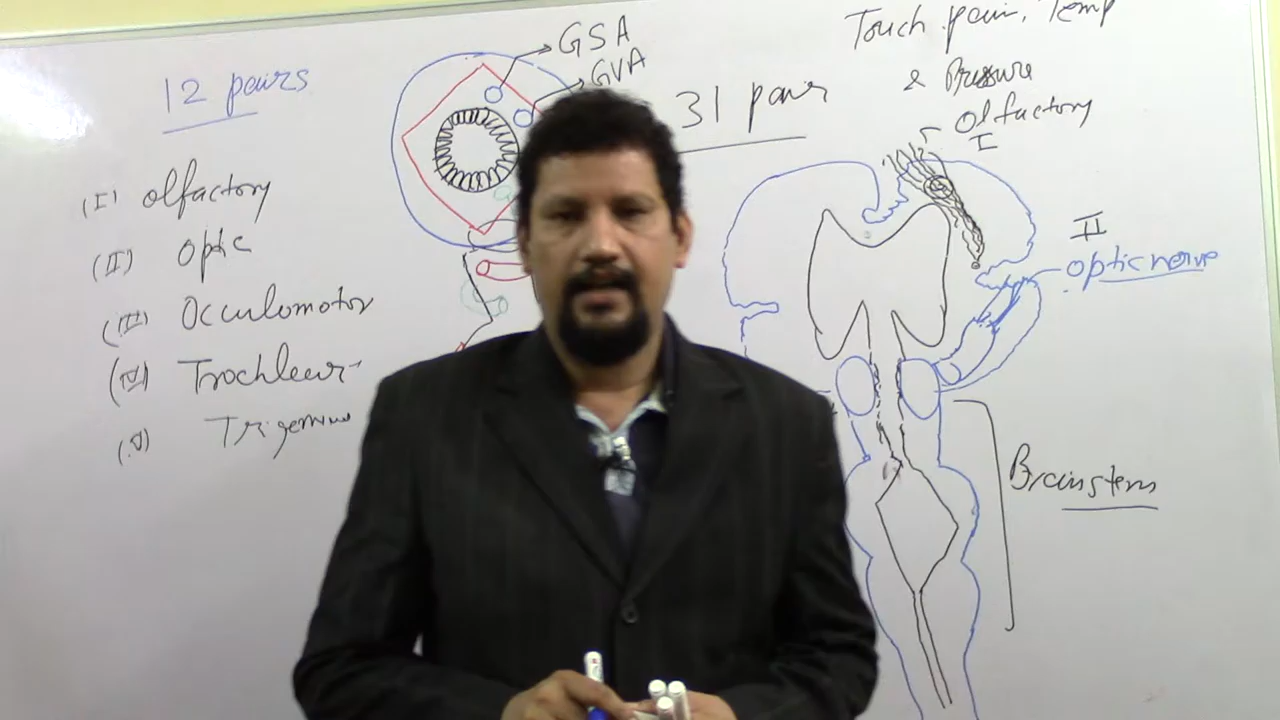 12 pairs
(I) olfactory
(II) optic
(III) Occulomotor
(IV) Trochlear
(V) Trigeminus
GSA
GVA
31 pair
Touch pain, Temp
& Pressure
olfactory
I
II
optic nerve
Brainstem